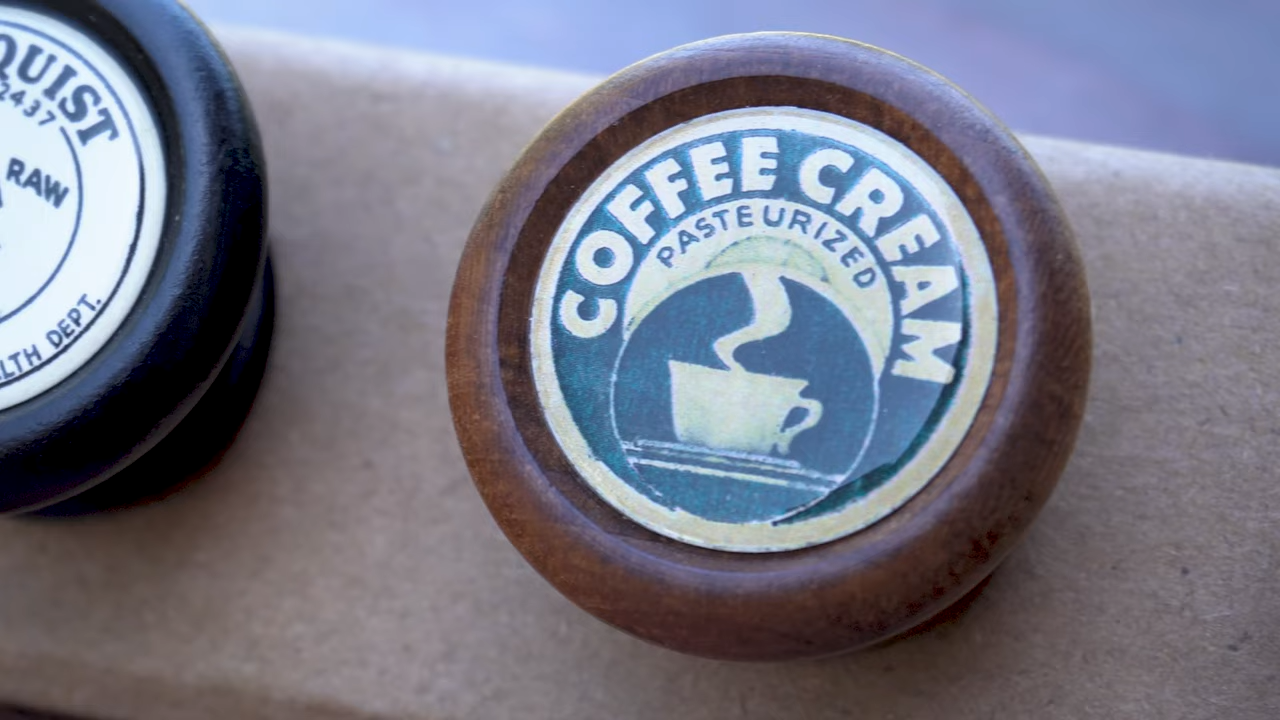 QUIST
2437
RAW
LTH DEPT.
COFFEE CREAM
PASTEURIZED